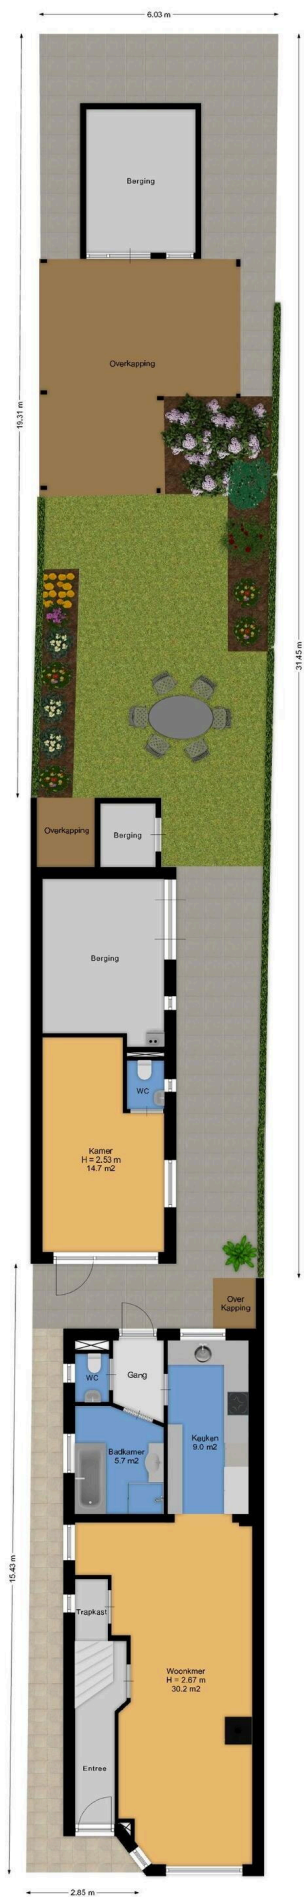 6.03 m
Berging
Overkapping
19.31 m
31.45 m
Overkapping
Berging
Berging
WC
Kamer
H = 2.53 m
14.7 m2
Over
Kapping
Gang
WC
Keuken
9.0 m2
Badkamer
5.7 m2
15.43 m
Trapkast
Woonkmer
H = 2.67 m
30.2 m2
Entree
2.85 m